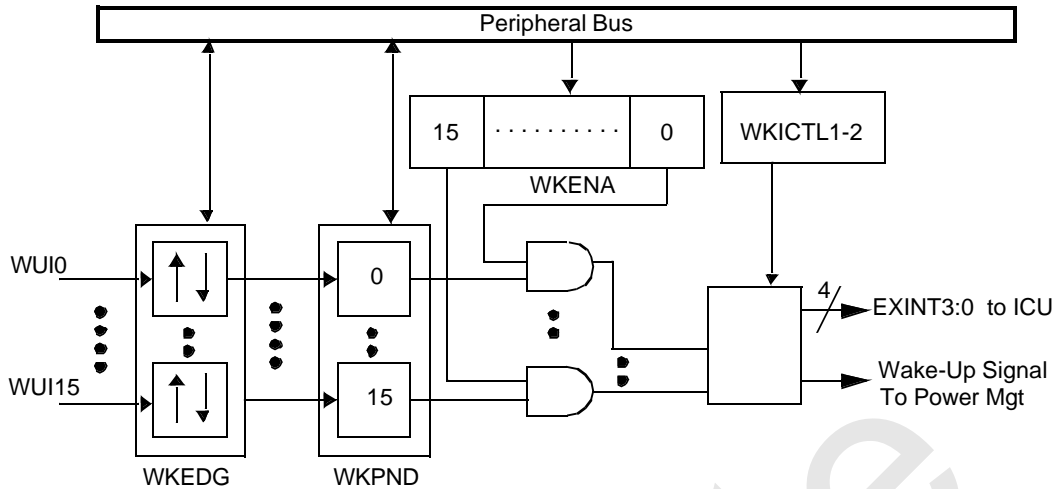 Peripheral Bus
15 . . . . . . . . . . 0
WKICTL1-2
WKENA
WUI0
0
4
EXINT3:0 to ICU
WUI15
15
Wake-Up Signal
To Power Mgt
WKEDG
WKPND